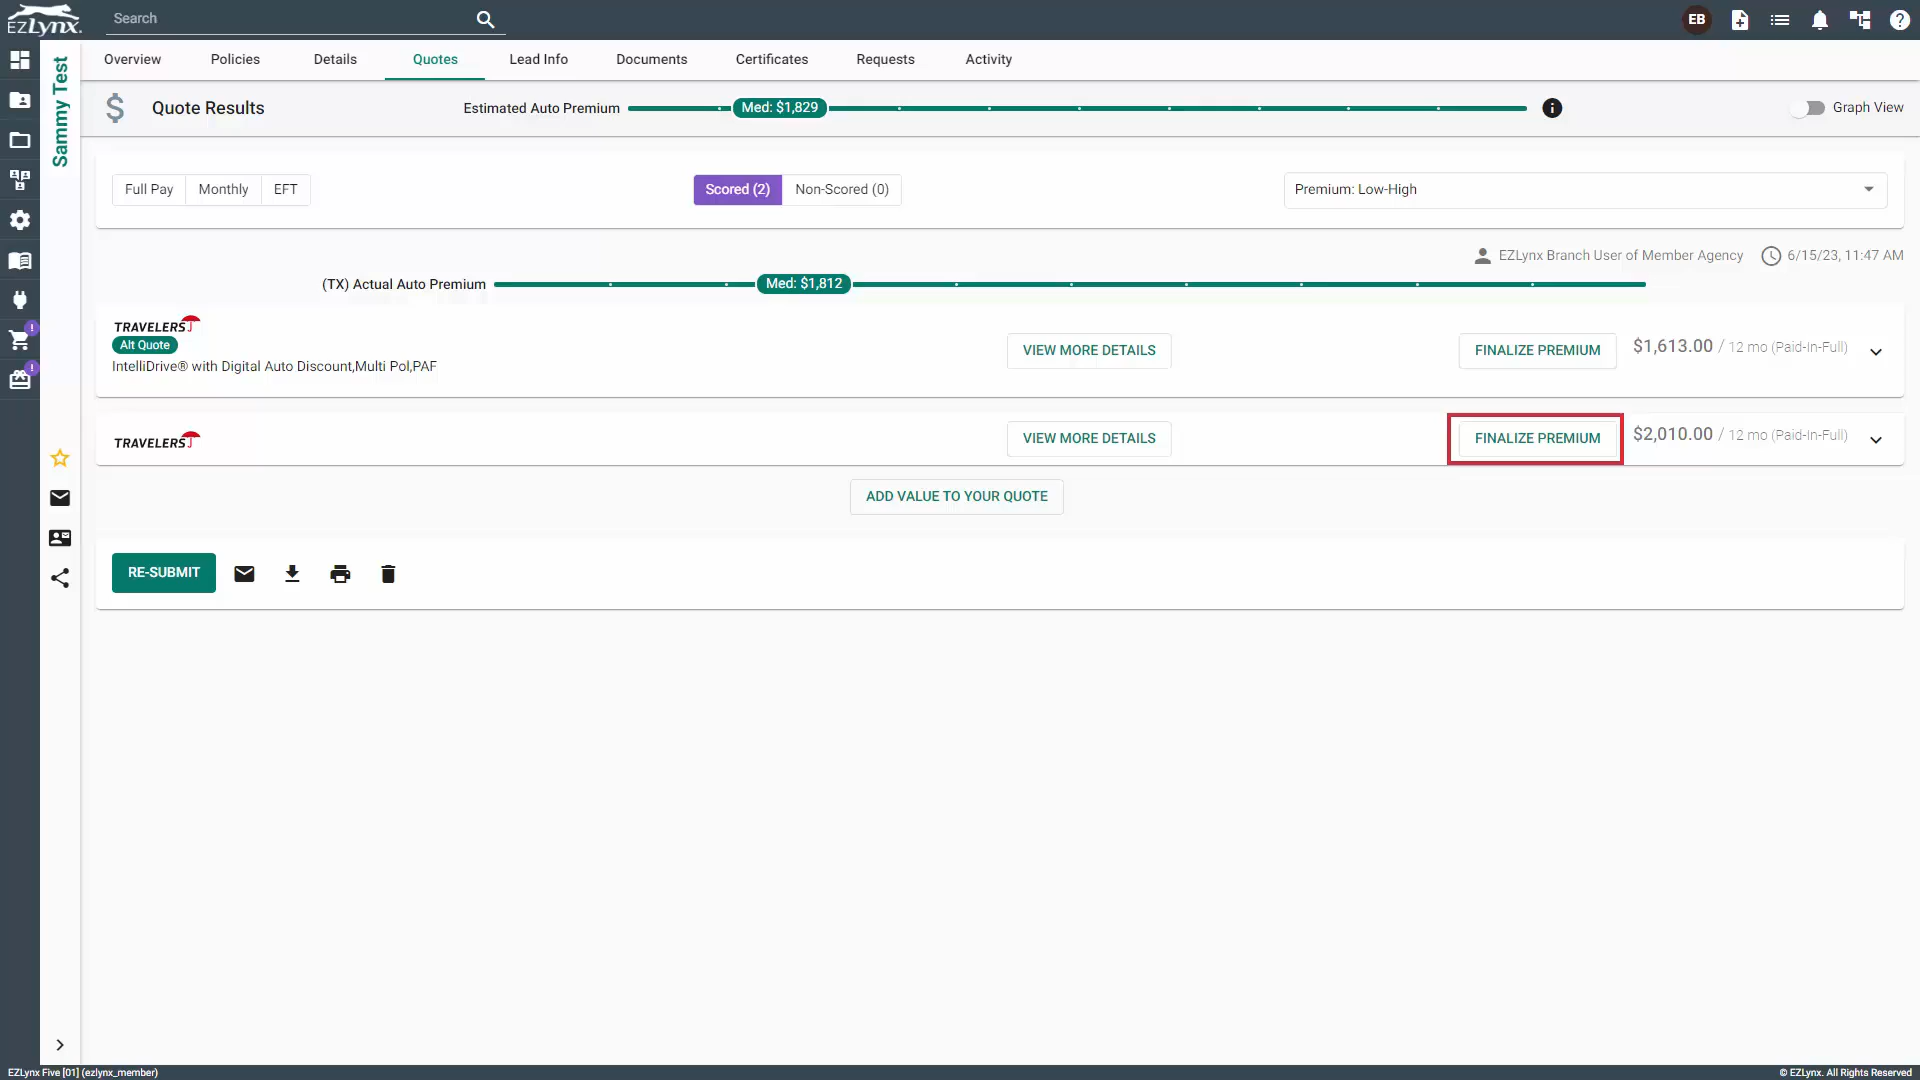 EZLynx
Search
EB
Sammy Test
Overview
Policies
Details
Quotes
Lead Info
Documents
Certificates
Requests
Activity
Quote Results
Estimated Auto Premium
Med: $1,829
Graph View
Full Pay
Monthly
EFT
Scored (2)
Non-Scored (0)
Premium: Low-High
EZLynx Branch User of Member Agency
6/15/23, 11:47 AM
(TX) Actual Auto Premium
Med: $1,812
TRAVELERS
Alt Quote
IntelliDrive® with Digital Auto Discount,Multi Pol,PAF
VIEW MORE DETAILS
FINALIZE PREMIUM
$1,613.00 / 12 mo (Paid-In-Full)
TRAVELERS
VIEW MORE DETAILS
FINALIZE PREMIUM
$2,010.00 / 12 mo (Paid-In-Full)
ADD VALUE TO YOUR QUOTE
RE-SUBMIT
EZLynx Five [01] (ezlynx_member)
© EZLynx. All Rights Reserved